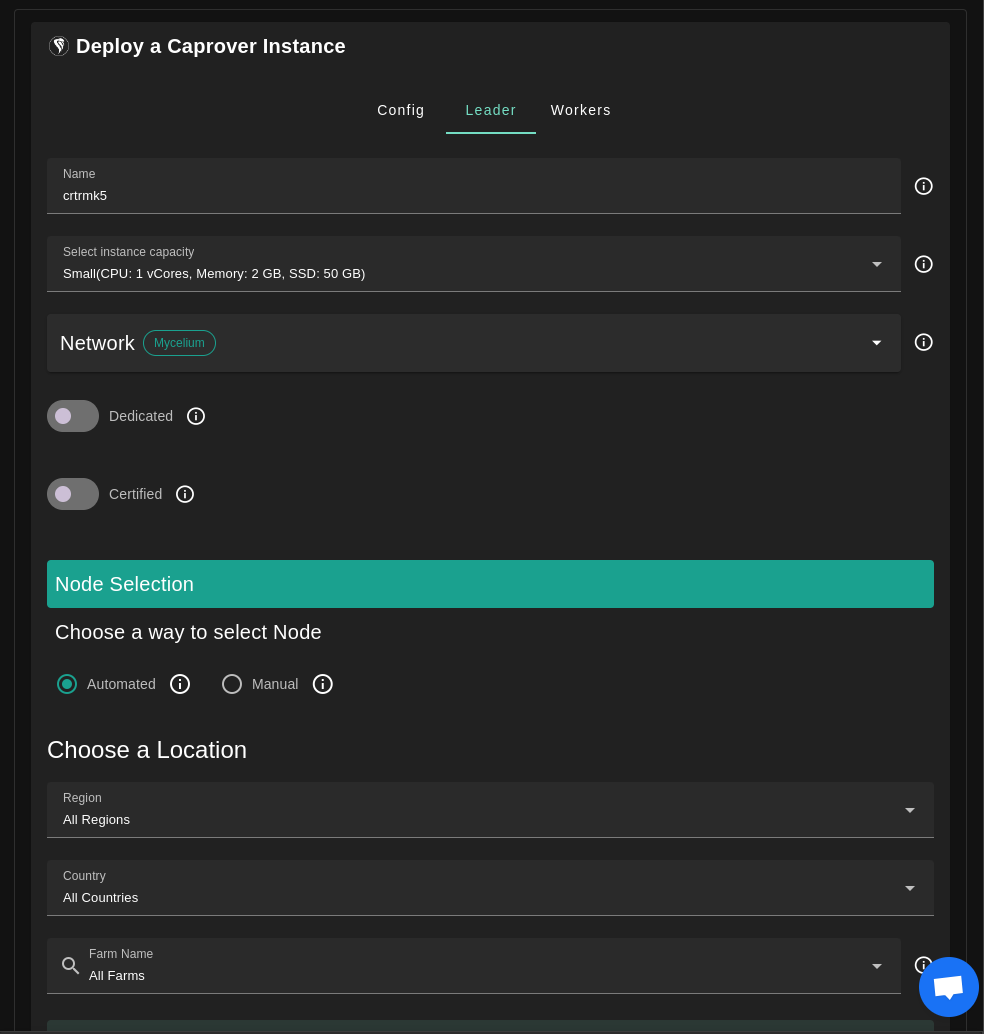 Deploy a Caprover Instance
Config Leader Workers
Name
crtrmk5
Select instance capacity
Small(CPU: 1 vCores, Memory: 2 GB, SSD: 50 GB)
Network Mycelium
Dedicated
Certified
Node Selection
Choose a way to select Node
Automated Manual
Choose a Location
Region
All Regions
Country
All Countries
Farm Name
All Farms